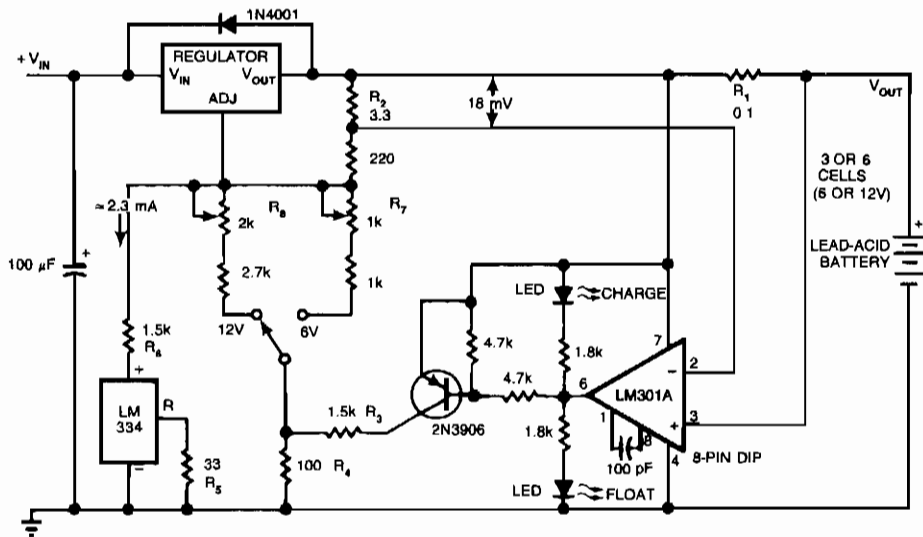 1N4001
+ VIN
REGULATOR
VIN
VOUT
ADJ
R2
3.3
18 mV
R1
0 1
VOUT
220
3 OR 6
CELLS
(6 OR 12V)
LEAD-ACID
BATTERY
+
≈ 2.3 mA
2k
R8
R7
1k
100 µF
+
2.7k
1k
12V
6V
LED
CHARGE
1.5k
R6
4.7k
1.8k
7
2
−
LM301A
6
4.7k
+
LM
334
−
R
2N3906
1.5k
R3
1.8k
1
8
+
3
100 pF
4
8-PIN DIP
33
R5
100
R4
LED
FLOAT